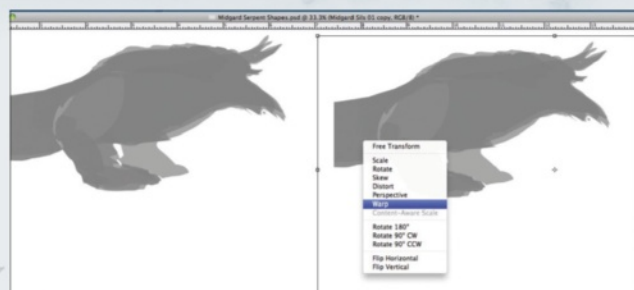 Midgard Serpent Shapes.psd @ 33.3% (Midgard Silo 01 copy, RGB/8) *
Free Transform
Scale
Rotate
Skew
Distort
Perspective
Warp
Content-Aware Scale
Rotate 180°
Rotate 90° CW
Rotate 90° CCW
Flip Horizontal
Flip Vertical